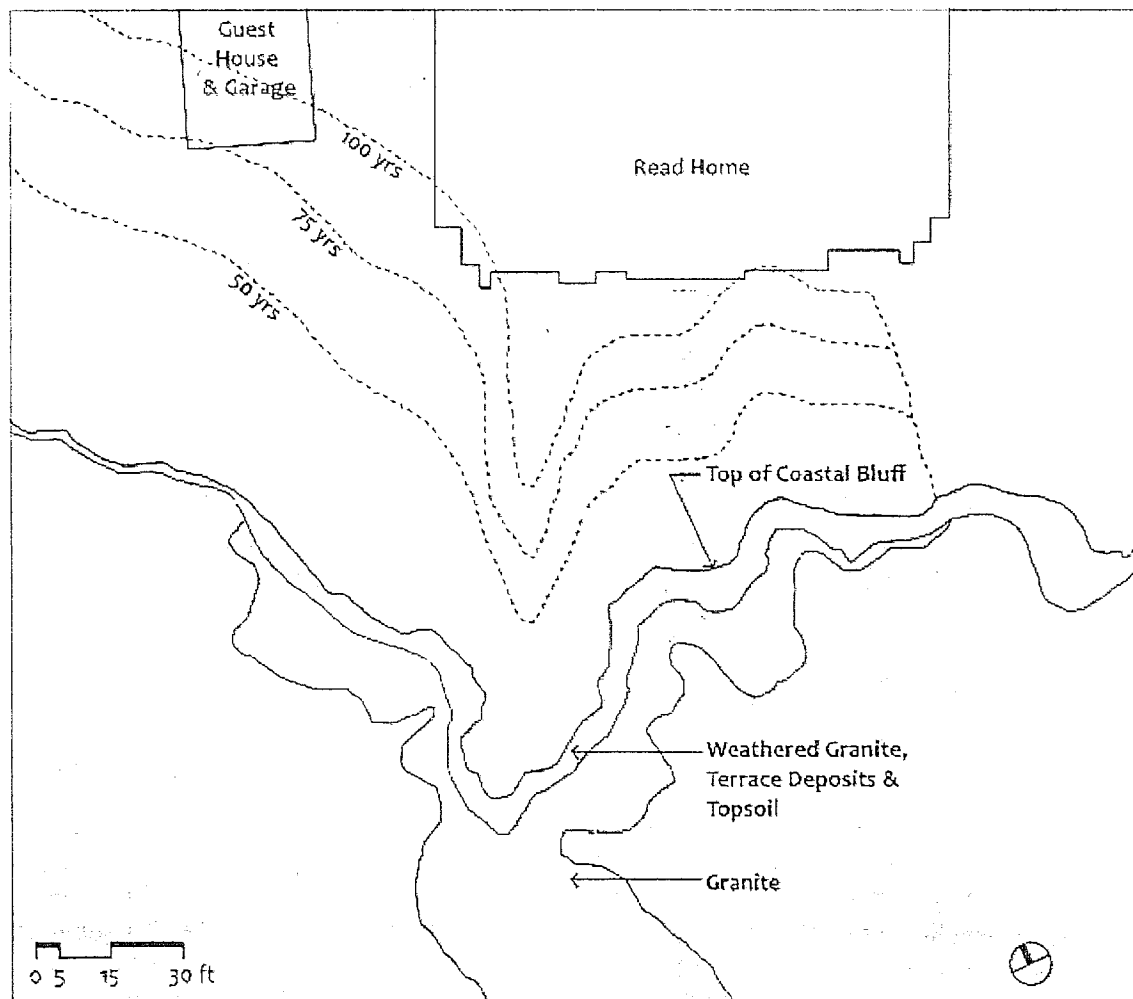 Guest
House
& Garage
Read Home
100 yrs
75 yrs
50 yrs
Top of Coastal Bluff
Weathered Granite,
Terrace Deposits &
Topsoil
Granite
0 5 15 30 ft